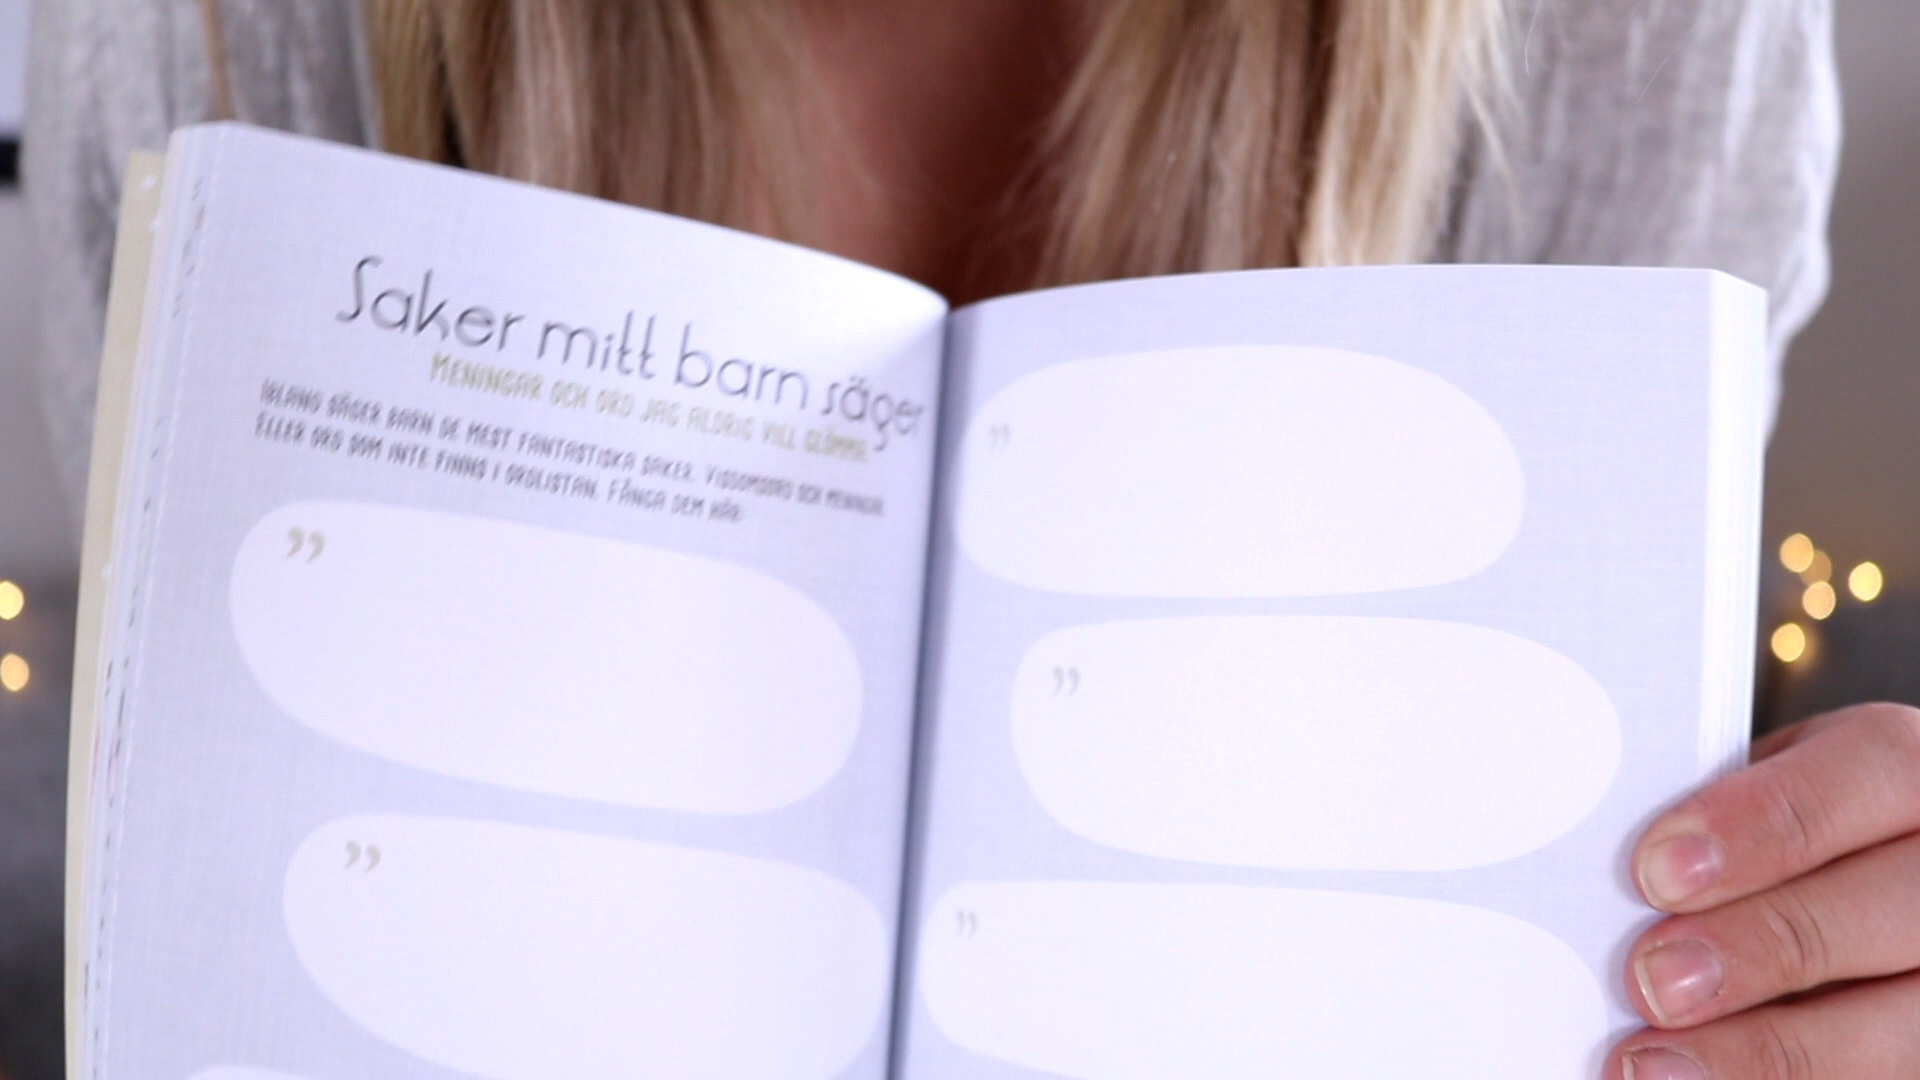 Saker mitt barn säger
MENINGAR OCH ORD JAG ALDRIG VILL GLÖMMA
IBLAND SÄGER BARN DE MEST FANTASTISKA SAKER. VISDOMSORD OCH MENINGAR.
ELLER ORD SOM INTE FINNS I ORDLISTAN. FÅNGA DEM HÄR:
”
”
”
”
”